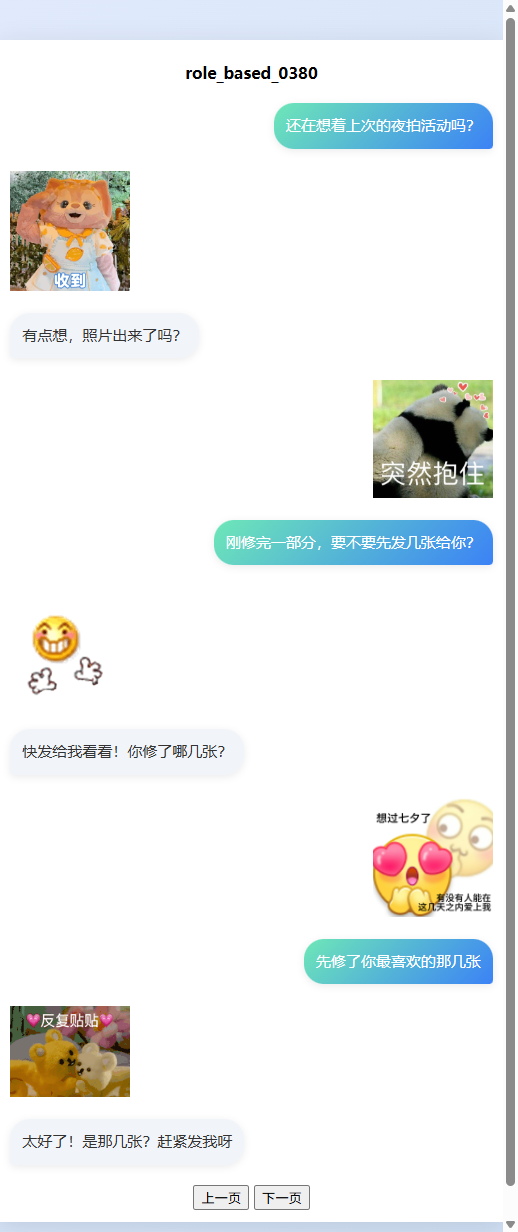 role_based_0380
还在想着上次的夜拍活动吗？
收到
有点想，照片出来了吗？
突然抱住
刚修完一部分，要不要先发几张给你？
快发给我看看！你修了哪几张？
想过七夕了
有没有人能在
这几天之内爱上我
先修了你最喜欢的那几张
反复贴贴
太好了！是那几张？赶紧发我呀
上一页 下一页